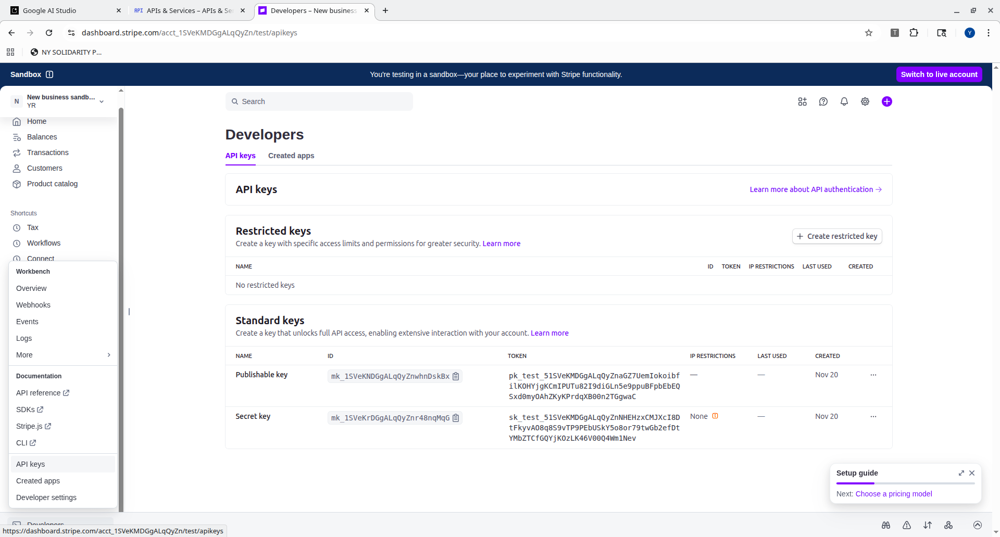 Google AI Studio
APIs & Services – APIs & Se
Developers – New business
dashboard.stripe.com/acct_1SVeKMDGgALqQyZn/test/apikeys
T
Y
NY SOLIDARITY P...
Sandbox
You're testing in a sandbox—your place to experiment with Stripe functionality.
Switch to live account
N
New business sandb...
YR
Home
Balances
Transactions
Customers
Product catalog
Shortcuts
Tax
Workflows
Connect
Workbench
Overview
Webhooks
Events
Logs
More
Documentation
API reference
SDKs
Stripe.js
CLI
API keys
Created apps
Developer settings
Developers
https://dashboard.stripe.com/acct_1SVeKMDGgALqQyZn/test/apikeys
Search
Developers
API keys Created apps
API keys
Learn more about API authentication →
Restricted keys
Create a key with specific access limits and permissions for greater security. Learn more
+ Create restricted key
NAME ID TOKEN IP RESTRICTIONS LAST USED CREATED
No restricted keys
Standard keys
Create a key that unlocks full API access, enabling extensive interaction with your account. Learn more
NAME ID TOKEN IP RESTRICTIONS LAST USED CREATED
Publishable key mk_1SVeKNDGgALqQyZnwhnDskBx pk_test_51SVeKMDGgALqQyZnaGZ7UemIokoibf — — Nov 20 ...
ilKOHYjgKCmIPUTu82I9diGLn5e9ppuBFpbEbEQ
Sxd0myOAhZKyKPrdqXB00n2TGgwaC
Secret key mk_1SVeKrDGgALqQyZnr48nqMqG sk_test_51SVeKMDGgALqQyZnNHEHzxCMJXcI8D None — Nov 20 ...
tFkyvAO8q8S9vTP9PEbUSkY5o8or79twGb2efDt
YMbZTCfGQYjKOzLK46V00Q4Wm1Nev
Setup guide
Next: Choose a pricing model